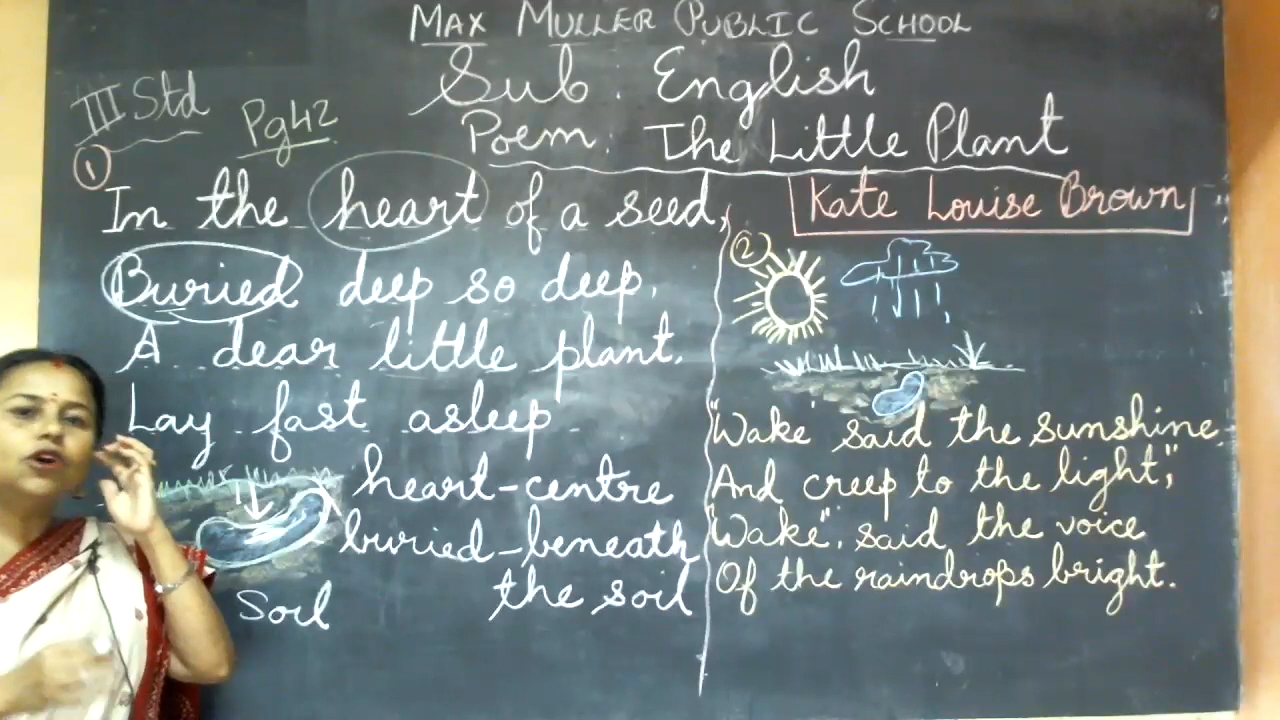 MAX MULLER PUBLIC SCHOOL
Sub. English
III Std
Pg 42
Poem. The Little Plant
Kate Louise Brown
1
In the heart of a seed,
Buried deep so deep.
A dear little plant.
Lay fast asleep.
heart-centre
buried-beneath
the soil
Soil
2
"Wake" said the sunshine,
And creep to the light,"
"Wake", said the voice
Of the raindrops bright.